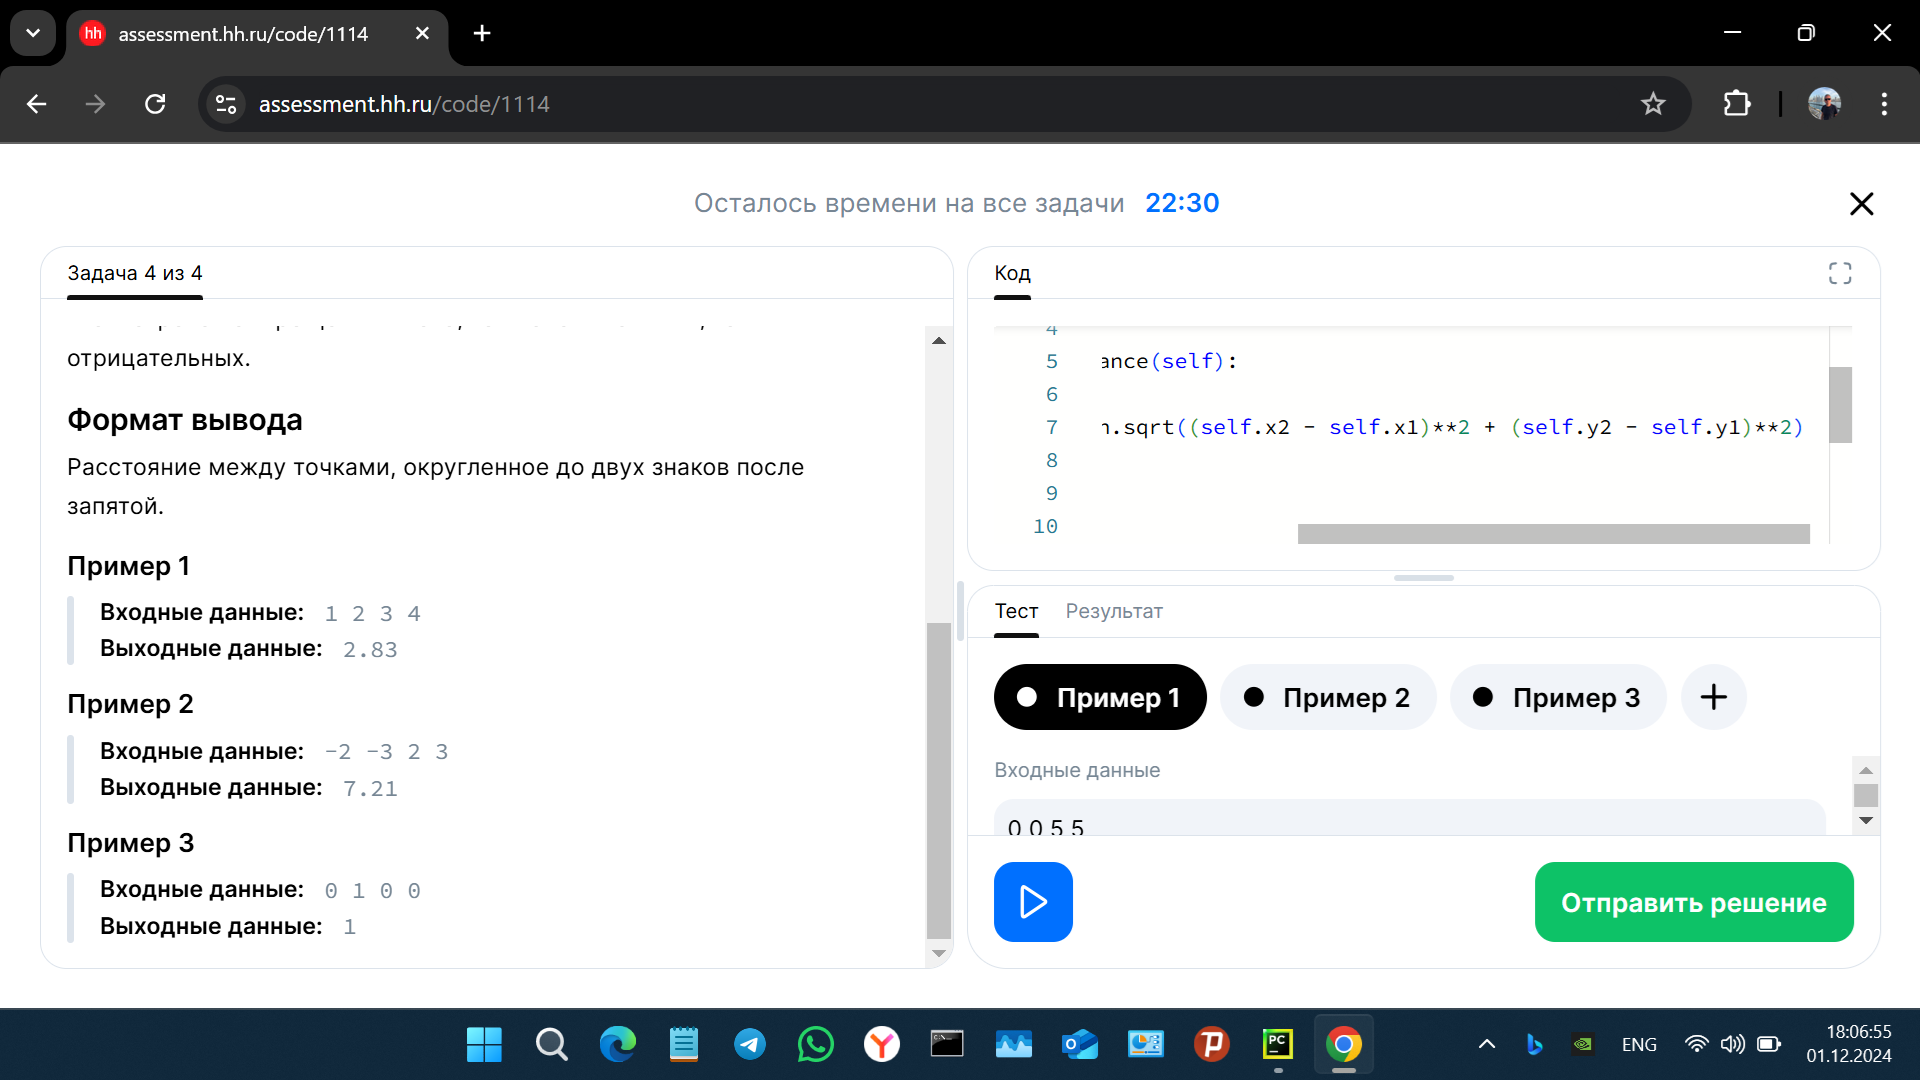 hh assessment.hh.ru/code/1114
assessment.hh.ru/code/1114
Осталось времени на все задачи 22:30
Задача 4 из 4
отрицательных.
Формат вывода
Расстояние между точками, округленное до двух знаков после
запятой.
Пример 1
Входные данные: 1 2 3 4
Выходные данные: 2.83
Пример 2
Входные данные: -2 -3 2 3
Выходные данные: 7.21
Пример 3
Входные данные: 0 1 0 0
Выходные данные: 1
Код
4
5 ance(self):
6
7 n.sqrt((self.x2 - self.x1)**2 + (self.y2 - self.y1)**2)
8
9
10
Тест Результат
Пример 1 Пример 2 Пример 3
Входные данные
0 0 5 5
Отправить решение
PC
ENG
18:06:55
01.12.2024